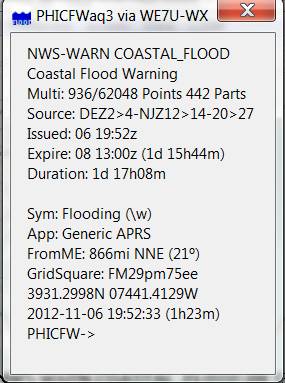 PHICFWaq3 via WE7U-WX
NWS-WARN COASTAL_FLOOD
Coastal Flood Warning
Multi: 936/62048 Points 442 Parts
Source: DEZ2>4-NJZ12>14-20>27
Issued: 06 19:52z
Expire: 08 13:00z (1d 15h44m)
Duration: 1d 17h08m
Sym: Flooding (\w)
App: Generic APRS
FromME: 866mi NNE (21º)
GridSquare: FM29pm75ee
3931.2998N 07441.4129W
2012-11-06 19:52:33 (1h23m)
PHICFW->